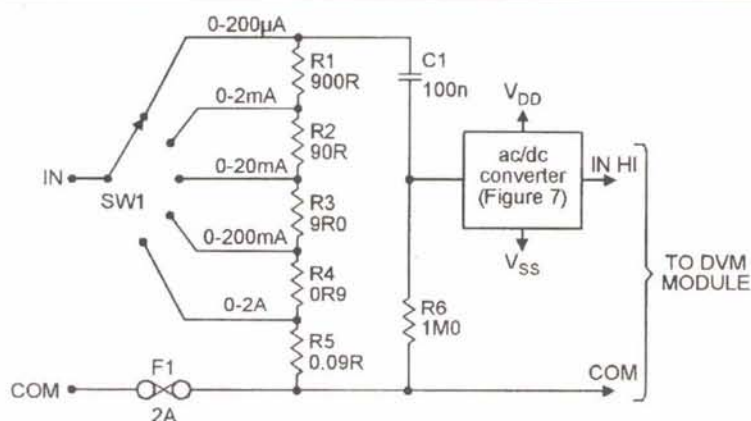 0-200µA
R1
900R
C1
100n
0-2mA
R2
90R
V_DD
ac/dc
converter
(Figure 7)
IN HI
IN
SW1
0-20mA
R3
9R0
V_SS
0-200mA
R4
0R9
TO DVM
MODULE
0-2A
R5
0.09R
R6
1M0
COM
F1
2A
COM